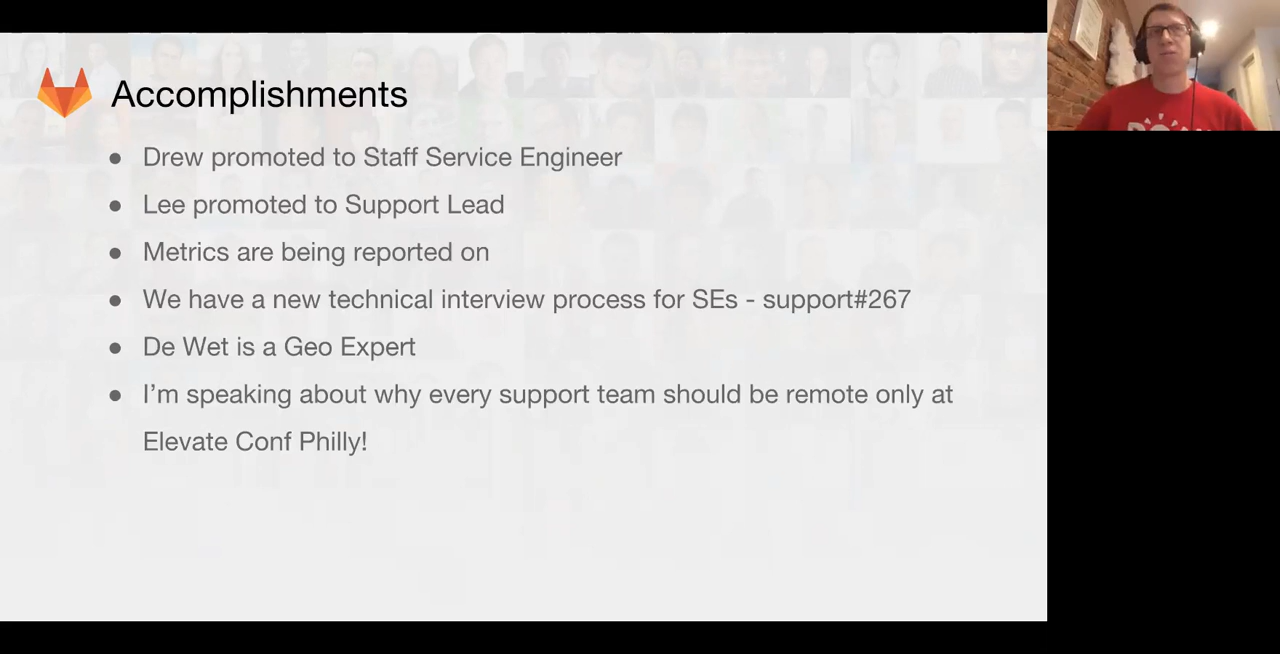 Accomplishments
● Drew promoted to Staff Service Engineer
● Lee promoted to Support Lead
● Metrics are being reported on
● We have a new technical interview process for SEs - support#267
● De Wet is a Geo Expert
● I’m speaking about why every support team should be remote only at
Elevate Conf Philly!